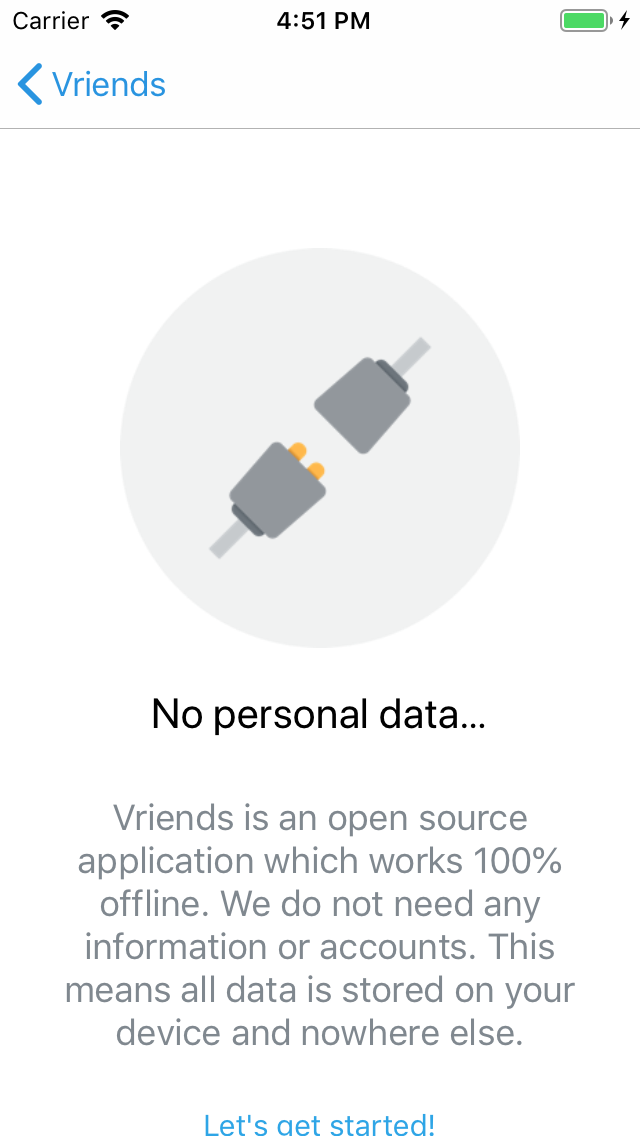 Carrier
4:51 PM
Vriends
No personal data...
Vriends is an open source
application which works 100%
offline. We do not need any
information or accounts. This
means all data is stored on your
device and nowhere else.
Let's get started!